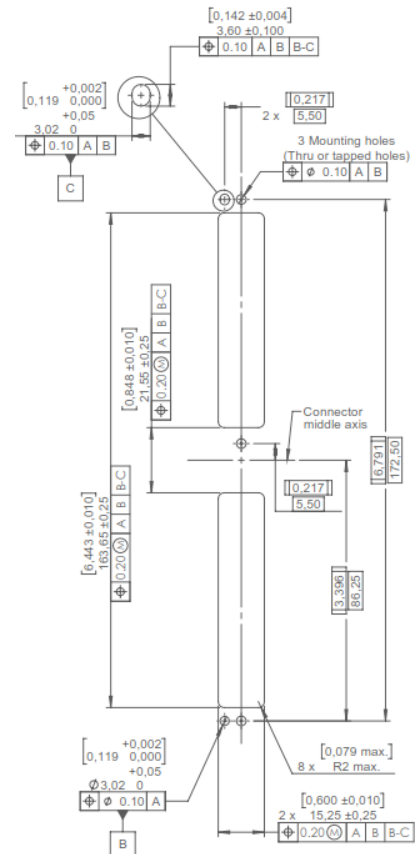 [0,142 ±0,004]
3,60 ±0,100
⌖ 0.10 A B B-C
[0,119 +0,002 0,000]
3,02 +0,05 0
⌖ 0.10 A B
C
[0,217]
2 x 5,50
3 Mounting holes
(Thru or tapped holes)
⌖ ø 0.10 A B
[0,848 ±0,010]
21,55 ±0,25
⌖ 0.20 Ⓜ A B B-C
Connector
middle axis
[6,791]
172,50
[0,217]
5,50
[6,443 ±0,010]
163,65 ±0,25
⌖ 0.20 Ⓜ A B B-C
[3,396]
86,25
[0,119 +0,002 0,000]
Ø3,02 +0,05 0
⌖ ø 0.10 A
B
[0,079 max.]
8 x R2 max.
[0,600 ±0,010]
2 x 15,25 ±0,25
⌖ 0.20 Ⓜ A B B-C